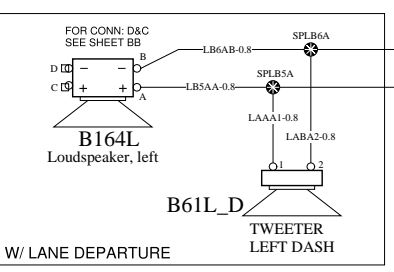 FOR CONN: D&C
SEE SHEET BB
SPLB6A
B
LB6AB-0.8
D
SPLB5A
C
LB5AA-0.8
A
− −
+ +
B164L
Loudspeaker, left
LAAA1-0.8
LABA2-0.8
1 2
B61L_D
TWEETER
LEFT DASH
W/ LANE DEPARTURE